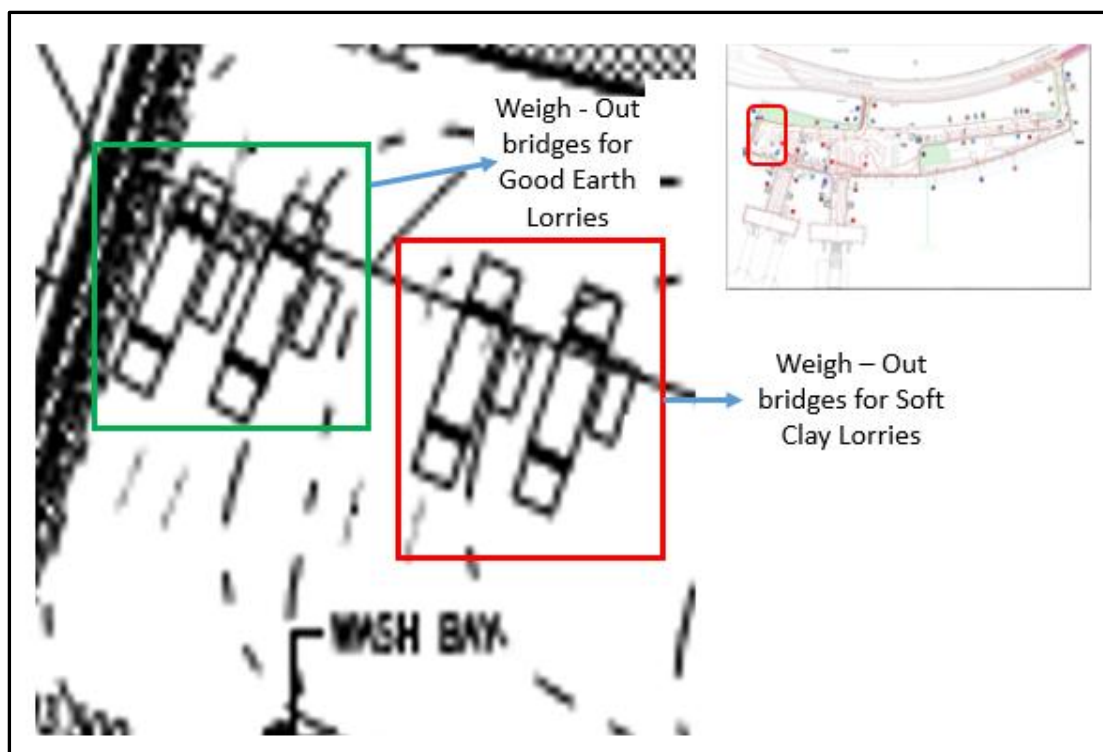 Weigh - Out
bridges for
Good Earth
Lorries
Weigh – Out
bridges for Soft
Clay Lorries
WASH BAY